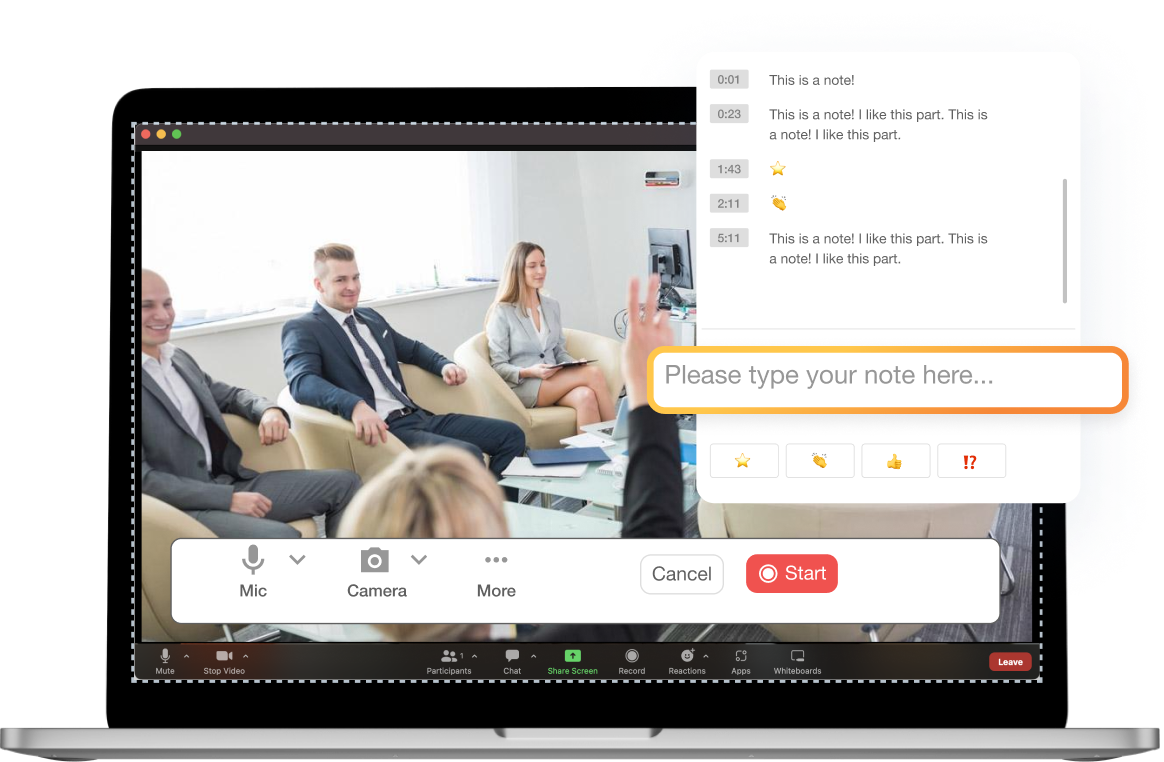 0:01 This is a note!
0:23 This is a note! I like this part. This is
a note! I like this part.
1:43 ⭐
2:11 👏
5:11 This is a note! I like this part. This is
a note! I like this part.
Please type your note here...
⭐ 👏 👍 ⁉️
Mic Camera More Cancel Start
1
Mute Stop Video Participants Chat Share Screen Record Reactions Apps Whiteboards Leave